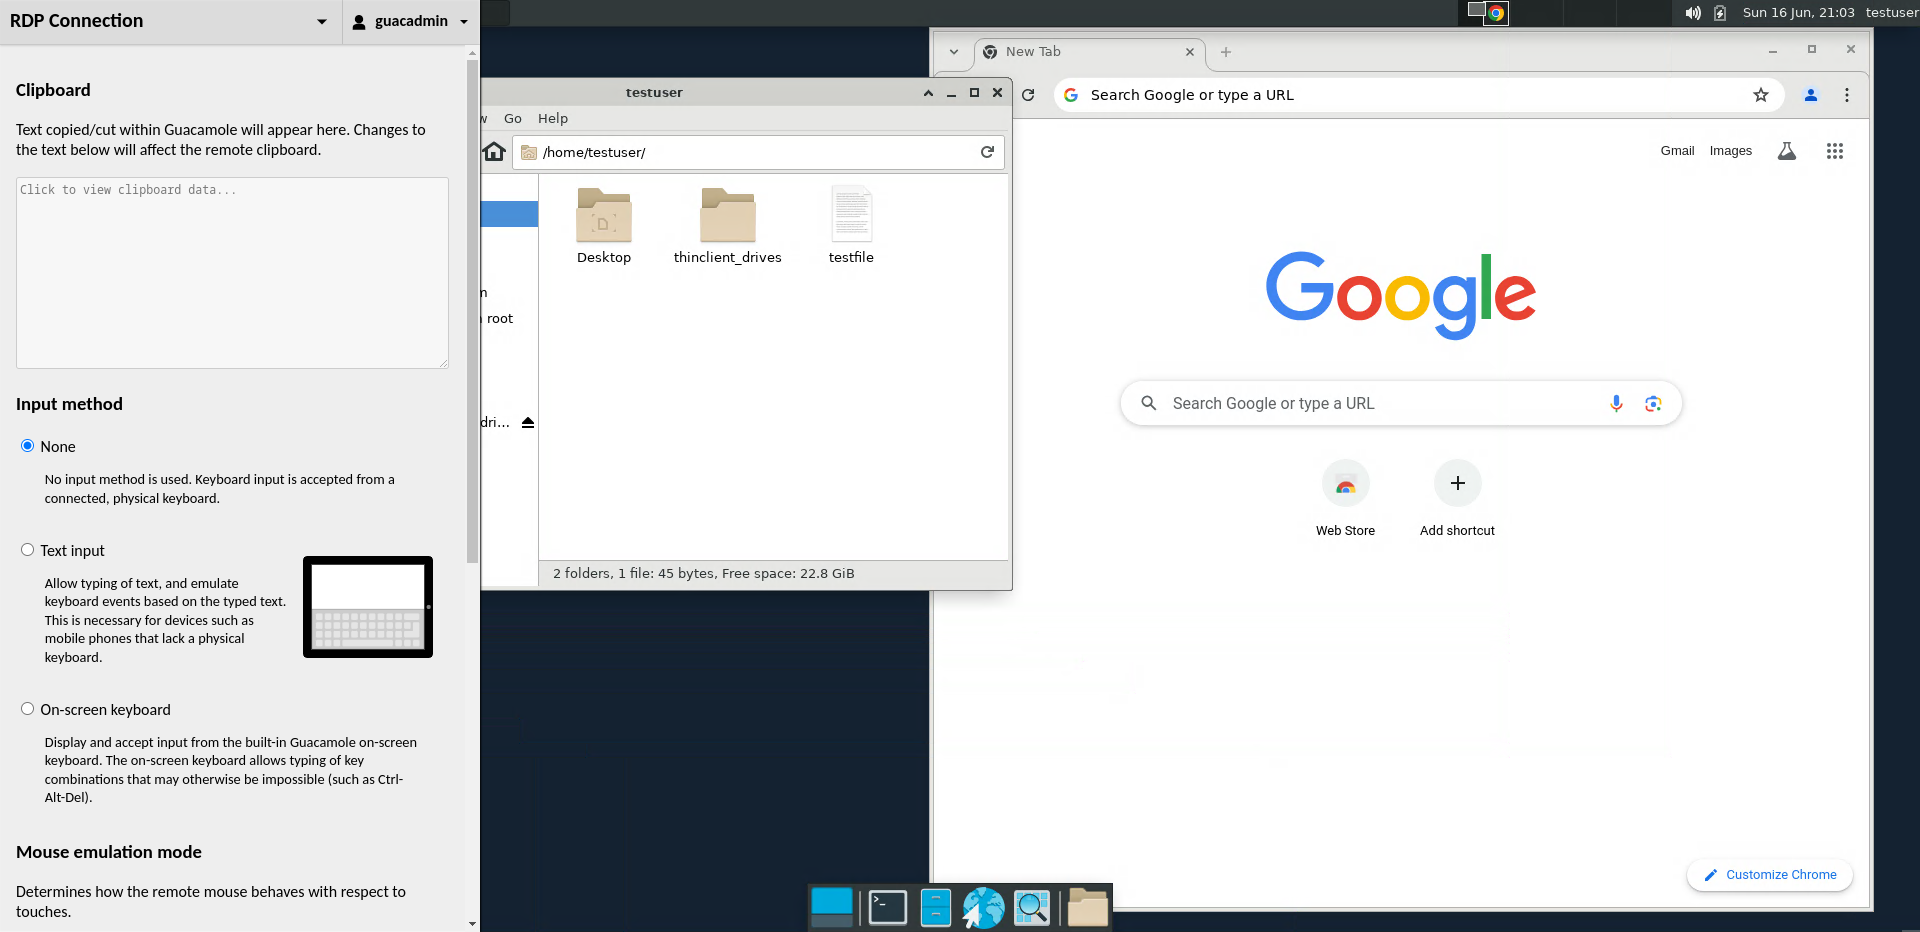 RDP Connection
guacadmin
Clipboard
Text copied/cut within Guacamole will appear here. Changes to
the text below will affect the remote clipboard.
Click to view clipboard data...
Input method
None
No input method is used. Keyboard input is accepted from a
connected, physical keyboard.
Text input
Allow typing of text, and emulate
keyboard events based on the typed text.
This is necessary for devices such as
mobile phones that lack a physical
keyboard.
On-screen keyboard
Display and accept input from the built-in Guacamole on-screen
keyboard. The on-screen keyboard allows typing of key
combinations that may otherwise be impossible (such as Ctrl-
Alt-Del).
Mouse emulation mode
Determines how the remote mouse behaves with respect to
touches.
testuser
w Go Help
/home/testuser/
n
root
dri...
Desktop
thinclient_drives
testfile
2 folders, 1 file: 45 bytes, Free space: 22.8 GiB
Sun 16 Jun, 21:03 testuser
New Tab
Search Google or type a URL
Gmail Images
Google
Search Google or type a URL
Web Store
Add shortcut
Customize Chrome